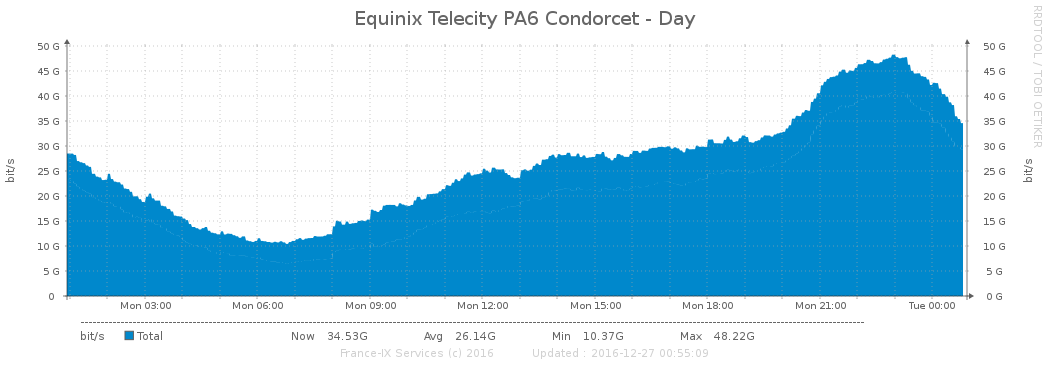 Equinix Telecity PA6 Condorcet - Day
RRDTOOL / TOBI OETIKER
bit/s
50 G 50 G
45 G 45 G
40 G 40 G
35 G 35 G
30 G 30 G
25 G 25 G
20 G 20 G
15 G 15 G
10 G 10 G
5 G 5 G
0 0 G
bit/s
Mon 03:00 Mon 06:00 Mon 09:00 Mon 12:00 Mon 15:00 Mon 18:00 Mon 21:00 Tue 00:00
bit/s Total Now 34.53G Avg 26.14G Min 10.37G Max 48.22G
France-IX Services (c) 2016 Updated : 2016-12-27 00:55:09